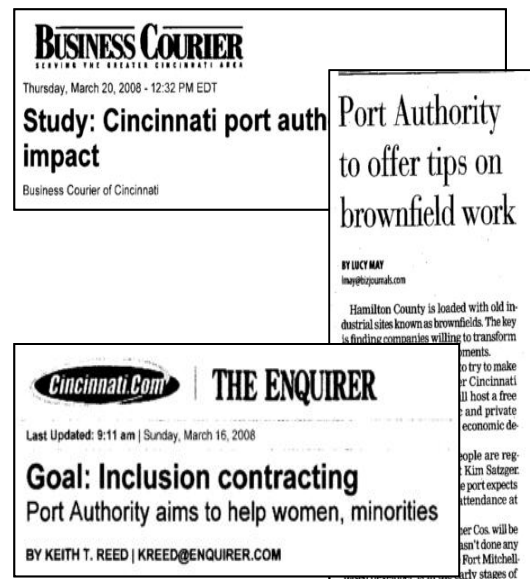 BUSINESS COURIER
SERVING THE GREATER CINCINNATI AREA
Thursday, March 20, 2008 - 12:32 PM EDT
Study: Cincinnati port auth
impact
Business Courier of Cincinnati
Port Authority
to offer tips on
brownfield work
BY LUCY MAY
lmay@bizjournals.com
Hamilton County is loaded with old in-
dustrial sites known as brownfields. The key
is finding companies willing to transform
oments.
to try to make
er Cincinnati
ill host a free
and private
economic de-
eople are reg-
Kim Satzger.
e port expects
attendance at
per Cos. will be
asn't done any
Fort Mitchell-
early stages of
Cincinnati.Com
THE ENQUIRER
Last Updated: 9:11 am | Sunday, March 16, 2008
Goal: Inclusion contracting
Port Authority aims to help women, minorities
BY KEITH T. REED | KREED@ENQUIRER.COM